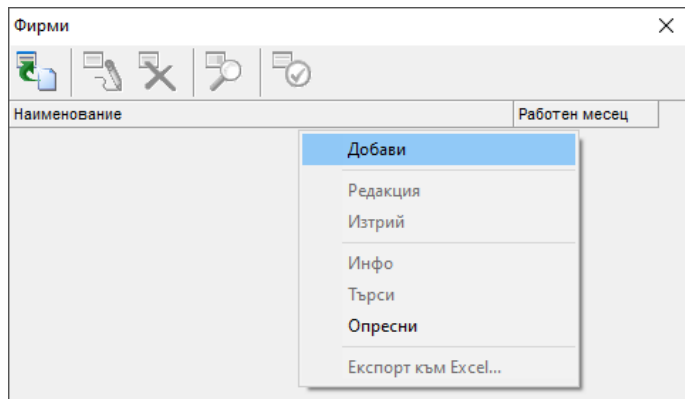 Фирми
Наименование Работен месец
Добави
Редакция
Изтрий
Инфо
Търси
Опресни
Експорт към Excel...